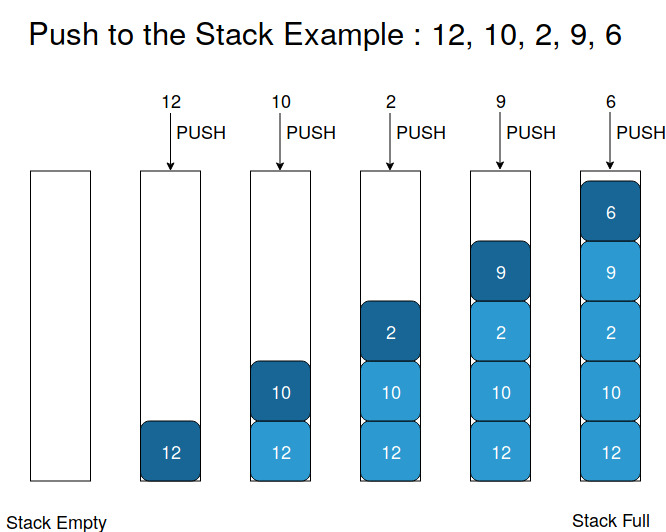 Push to the Stack Example : 12, 10, 2, 9, 6
12 10 2 9 6
PUSH PUSH PUSH PUSH PUSH
6
9 9
2 2 2
10 10 10 10
12 12 12 12 12
Stack Empty Stack Full